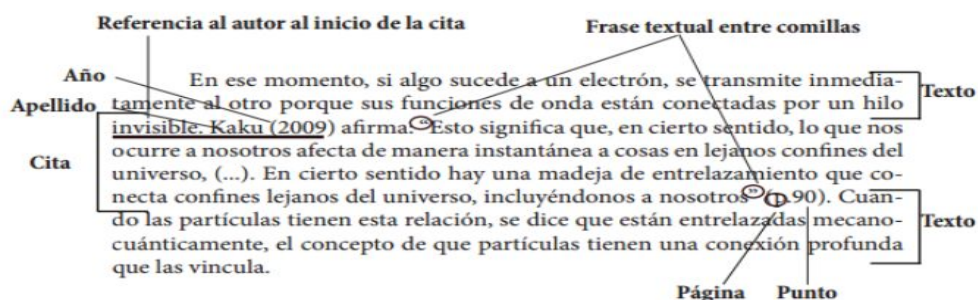 Referencia al autor al inicio de la cita
Frase textual entre comillas
Año
Apellido
Cita
En ese momento, si algo sucede a un electrón, se transmite inmedia-
tamente al otro porque sus funciones de onda están conectadas por un hilo
invisible. Kaku (2009) afirma: “Esto significa que, en cierto sentido, lo que nos
ocurre a nosotros afecta de manera instantánea a cosas en lejanos confines del
universo, (...). En cierto sentido hay una madeja de entrelazamiento que co-
necta confines lejanos del universo, incluyéndonos a nosotros” (p.90). Cuan-
do las partículas tienen esta relación, se dice que están entrelazadas mecano-
cuánticamente, el concepto de que partículas tienen una conexión profunda
que las vincula.
Texto
Texto
Página
Punto